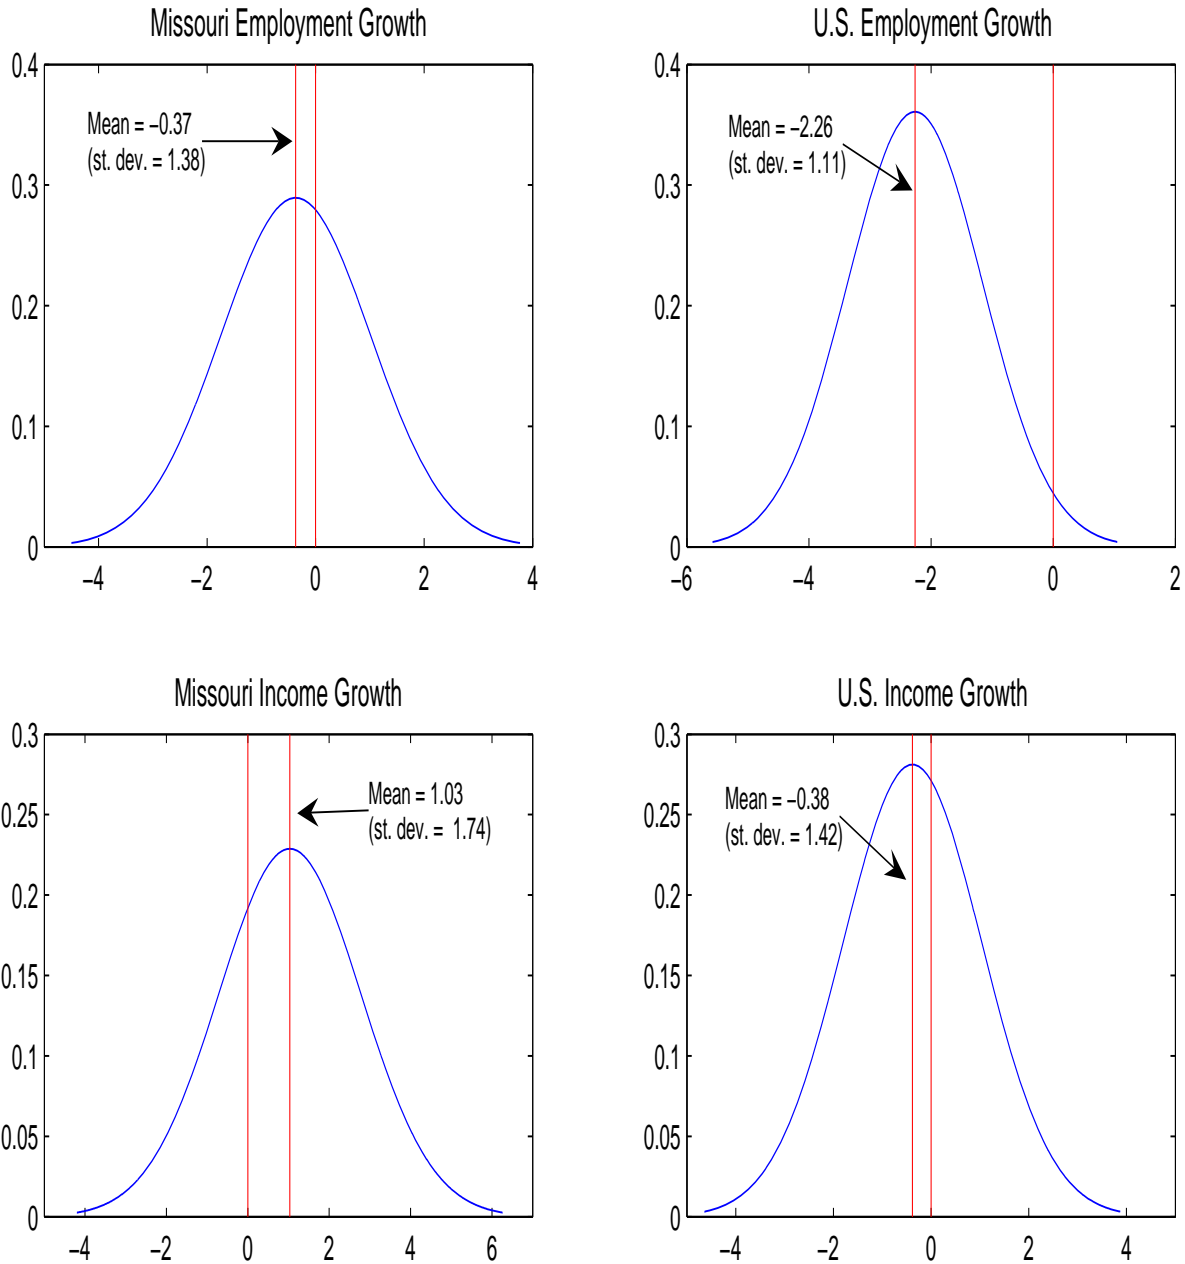 Missouri Employment Growth
0.4
0.3
0.2
0.1
0
Mean = −0.37
(st. dev. = 1.38)
−4 −2 0 2 4
U.S. Employment Growth
0.4
0.3
0.2
0.1
0
Mean = −2.26
(st. dev. = 1.11)
−6 −4 −2 0 2
Missouri Income Growth
0.3
0.25
0.2
0.15
0.1
0.05
0
Mean = 1.03
(st. dev. = 1.74)
−4 −2 0 2 4 6
U.S. Income Growth
0.3
0.25
0.2
0.15
0.1
0.05
0
Mean = −0.38
(st. dev. = 1.42)
−4 −2 0 2 4